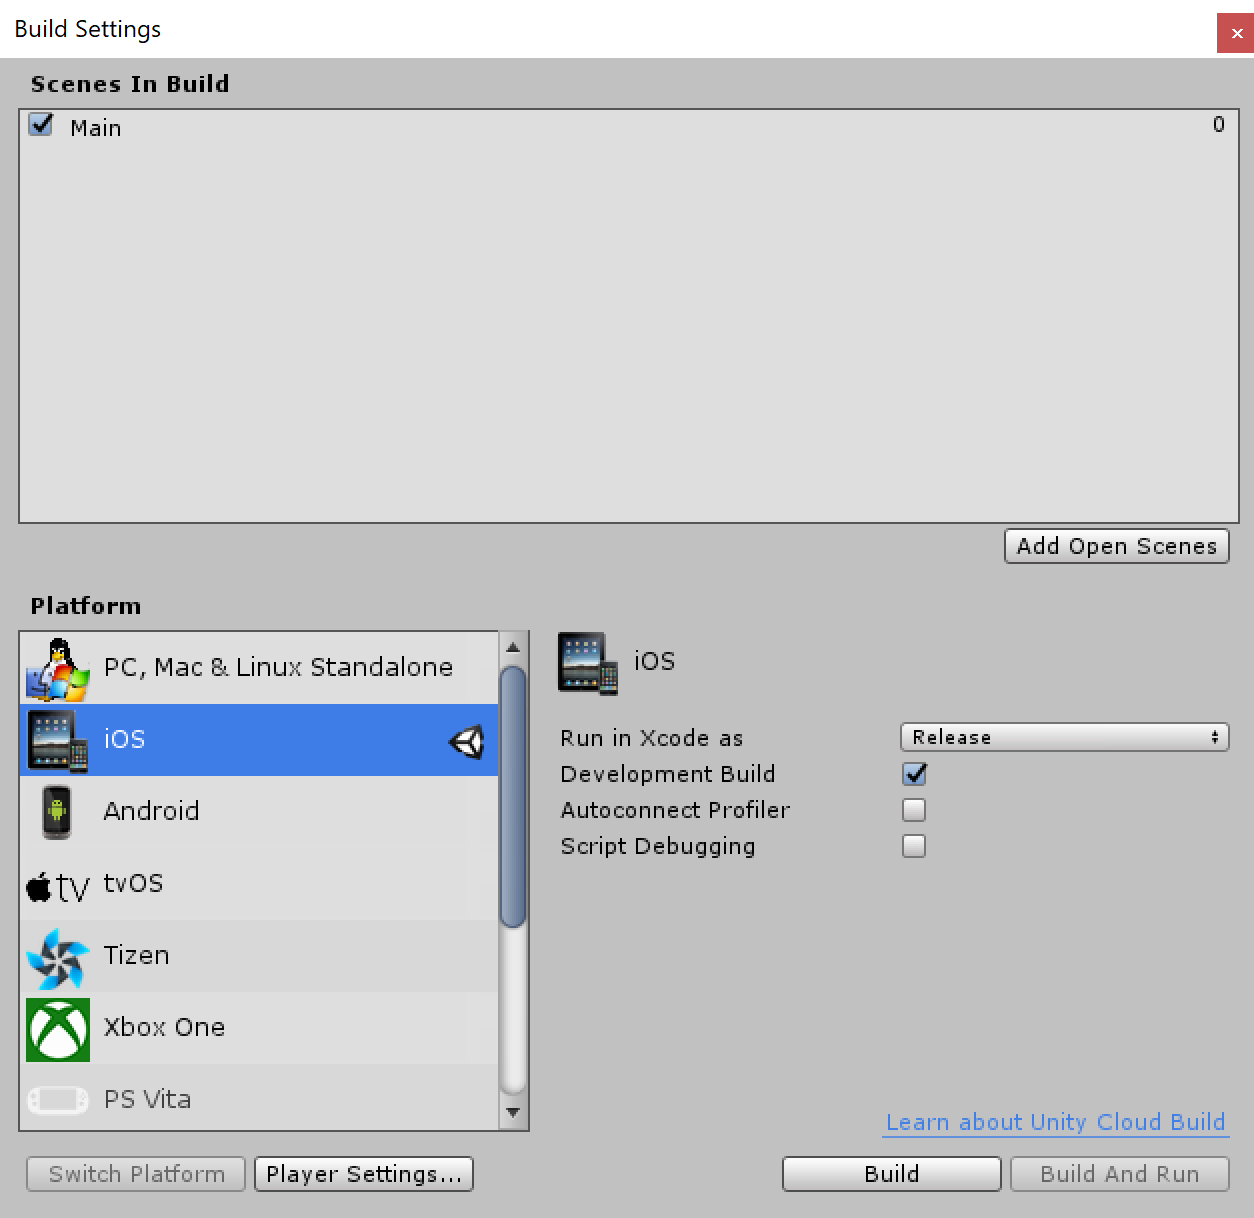 Build Settings
×
Scenes In Build
Main 0
Add Open Scenes
Platform
PC, Mac & Linux Standalone
iOS
Android
tv tvOS
Tizen
Xbox One
PS Vita
iOS
Run in Xcode as Release
Development Build
Autoconnect Profiler
Script Debugging
Learn about Unity Cloud Build
Switch Platform Player Settings... Build Build And Run